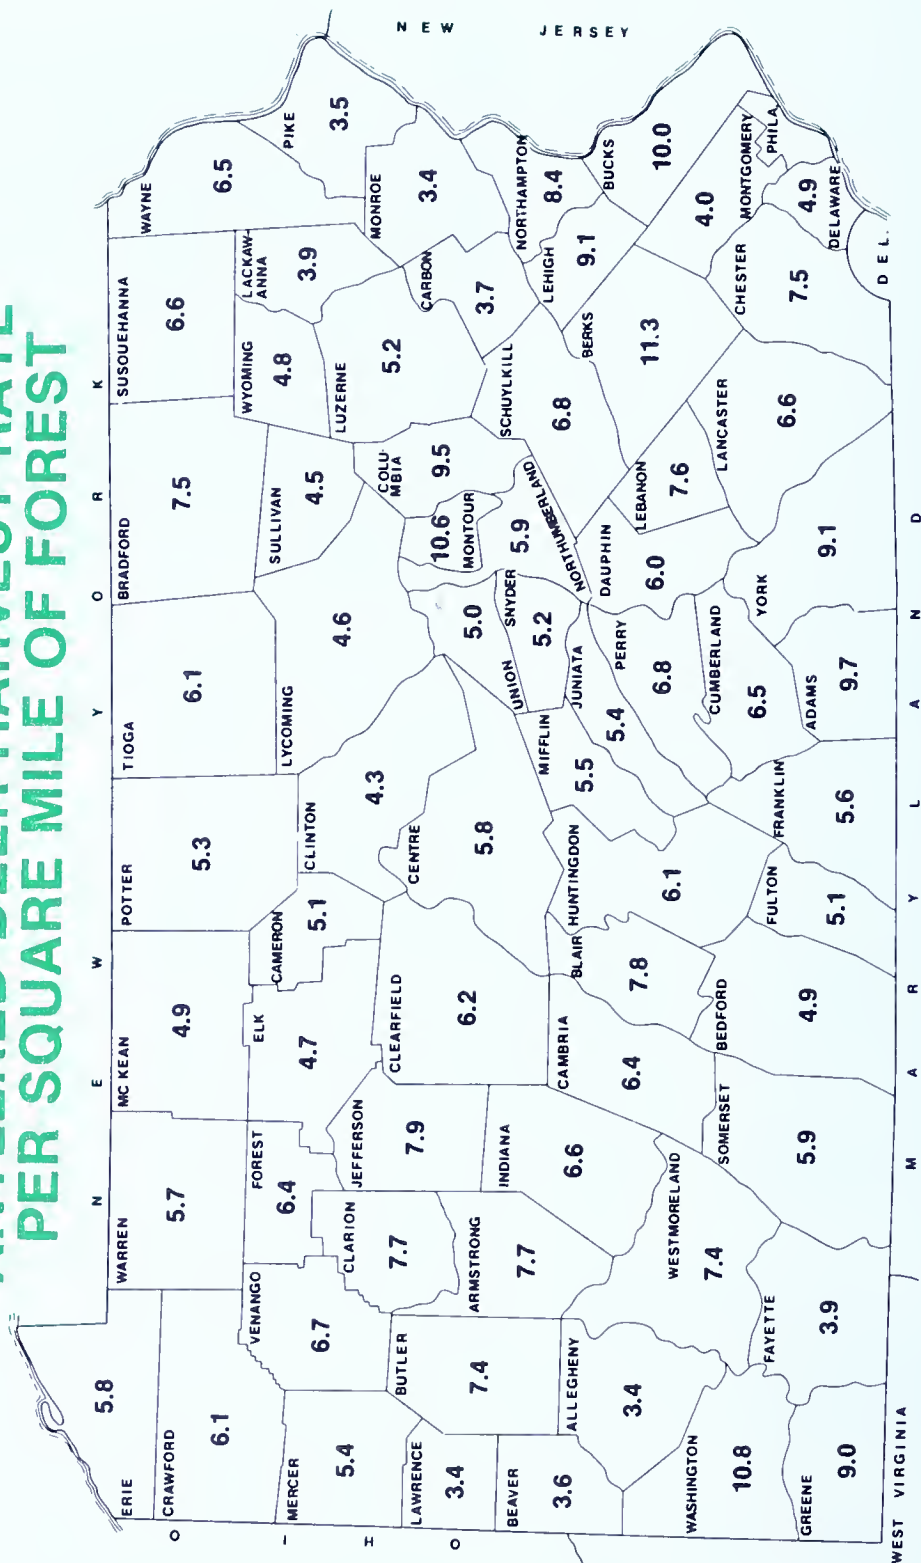 ANTLERED DEER HARVEST RATE
PER SQUARE MILE OF FOREST
NEW YORK
ERIE
5.8
CRAWFORD
6.1
WARREN
5.7
MC KEAN
4.9
POTTER
5.3
TIOGA
6.1
BRADFORD
7.5
SUSQUEHANNA
6.6
WAYNE
6.5
MERCER
5.4
VENANGO
6.7
FOREST
6.4
ELK
4.7
CAMERON
5.1
CLINTON
4.3
LYCOMING
4.6
SULLIVAN
4.5
WYOMING
4.8
LACKAW-
ANNA
3.9
PIKE
3.5
LAWRENCE
3.4
BUTLER
7.4
CLARION
7.7
JEFFERSON
7.9
CLEARFIELD
6.2
CENTRE
5.8
UNION
5.0
MONTOUR
10.6
COLU-
MBIA
9.5
LUZERNE
5.2
CARBON
3.7
MONROE
3.4
BEAVER
3.6
ALLEGHENY
3.4
ARMSTRONG
7.7
INDIANA
6.6
CAMBRIA
6.4
BLAIR
7.8
HUNTINGDON
6.1
MIFFLIN
5.5
JUNIATA
5.4
SNYDER
5.2
NORTHUMBERLAND
5.9
SCHUYLKILL
6.8
LEHIGH
9.1
NORTHAMPTON
8.4
WASHINGTON
10.8
WESTMORELAND
7.4
SOMERSET
5.9
BEDFORD
4.9
FULTON
5.1
FRANKLIN
5.6
PERRY
6.8
CUMBERLAND
6.5
DAUPHIN
6.0
LEBANON
7.6
BERKS
11.3
BUCKS
10.0
MONTGOMERY
4.0
GREENE
9.0
FAYETTE
3.9
ADAMS
9.7
YORK
9.1
LANCASTER
6.6
CHESTER
7.5
DELAWARE
4.9
PHILA
NEW JERSEY
OHIO
WEST VIRGINIA
MARYLAND
DEL.